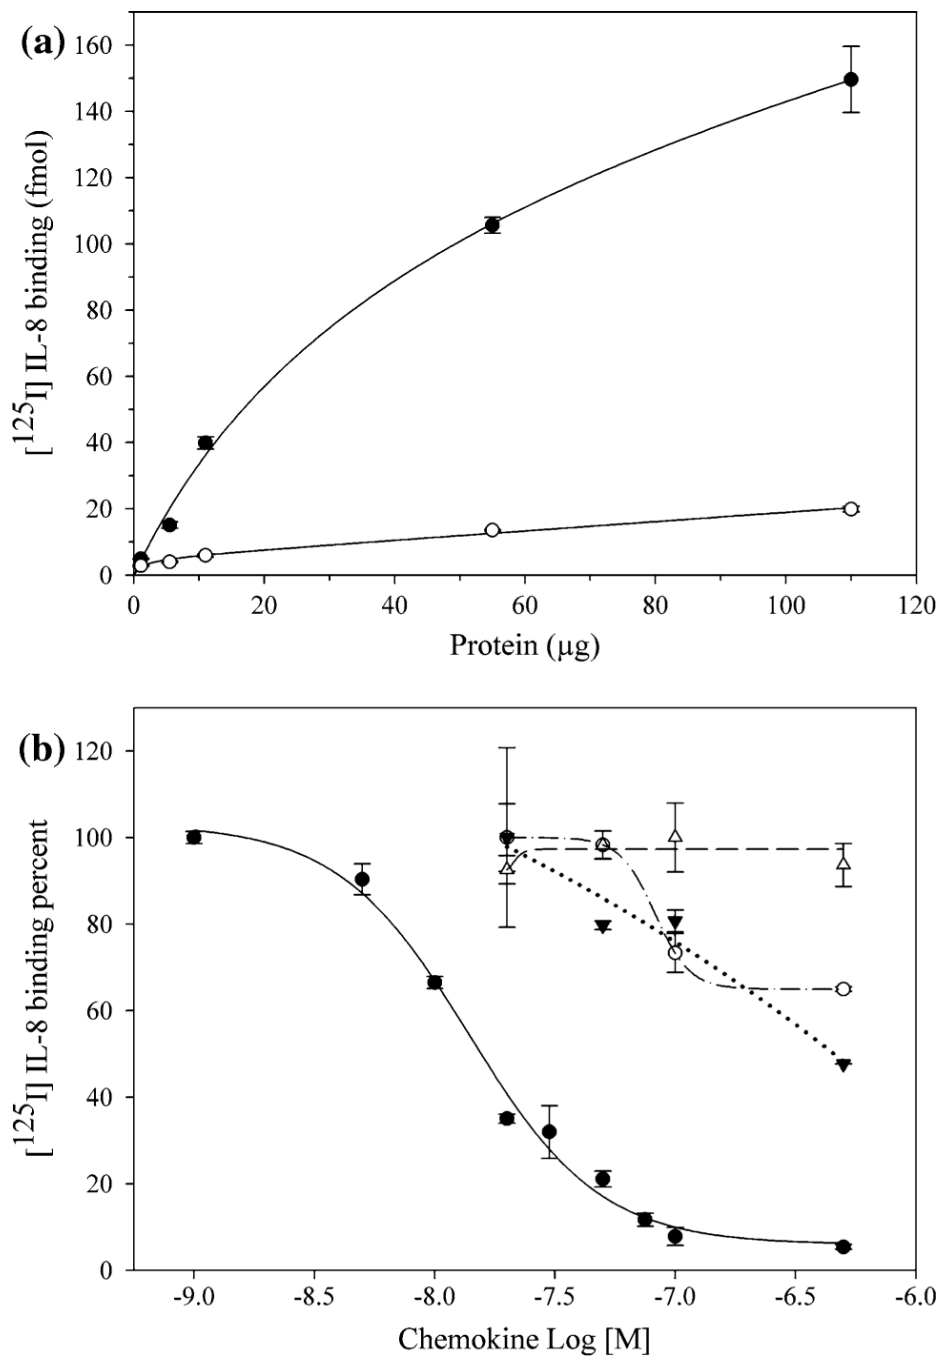 (a)
160
140
120
100
80
60
40
20
0
[125I] IL-8 binding (fmol)
0 20 40 60 80 100 120
Protein (µg)
(b)
120
100
80
60
40
20
0
[125I] IL-8 binding percent
-9.0 -8.5 -8.0 -7.5 -7.0 -6.5 -6.0
Chemokine Log [M]